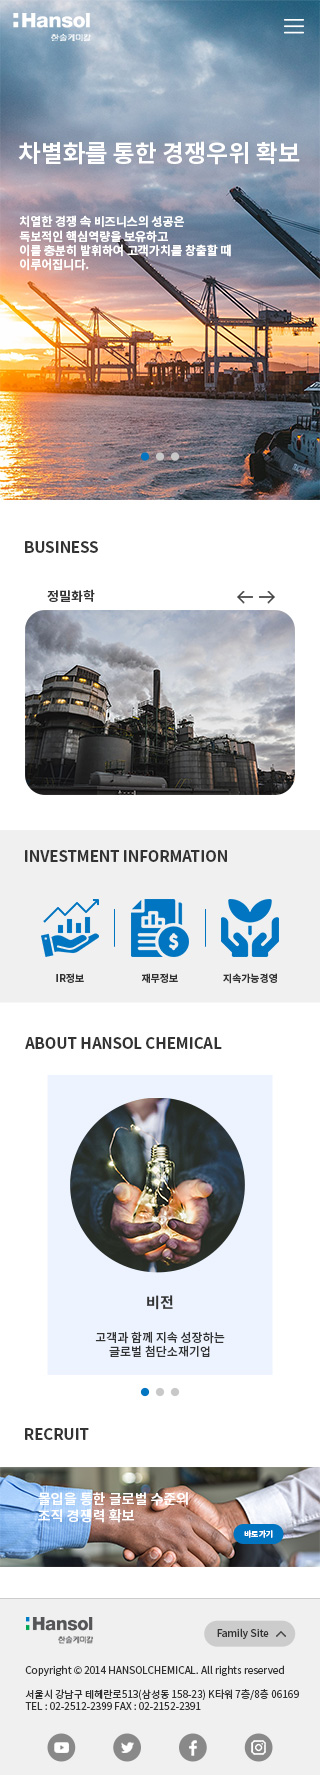 Hansol
한솔케미칼
차별화를 통한 경쟁우위 확보
치열한 경쟁 속 비즈니스의 성공은
독보적인 핵심역량을 보유하고
이를 충분히 발휘하여 고객가치를 창출할 때
이루어집니다.
BUSINESS
정밀화학
INVESTMENT INFORMATION
IR정보
재무정보
지속가능경영
ABOUT HANSOL CHEMICAL
비전
고객과 함께 지속 성장하는
글로벌 첨단소재기업
RECRUIT
몰입을 통한 글로벌 수준의
조직 경쟁력 확보
바로가기
Hansol
한솔케미칼
Family Site
Copyright © 2014 HANSOLCHEMICAL. All rights reserved
서울시 강남구 테헤란로513(삼성동 158-23) K타워 7층/8층 06169
TEL : 02-2512-2399 FAX : 02-2152-2391